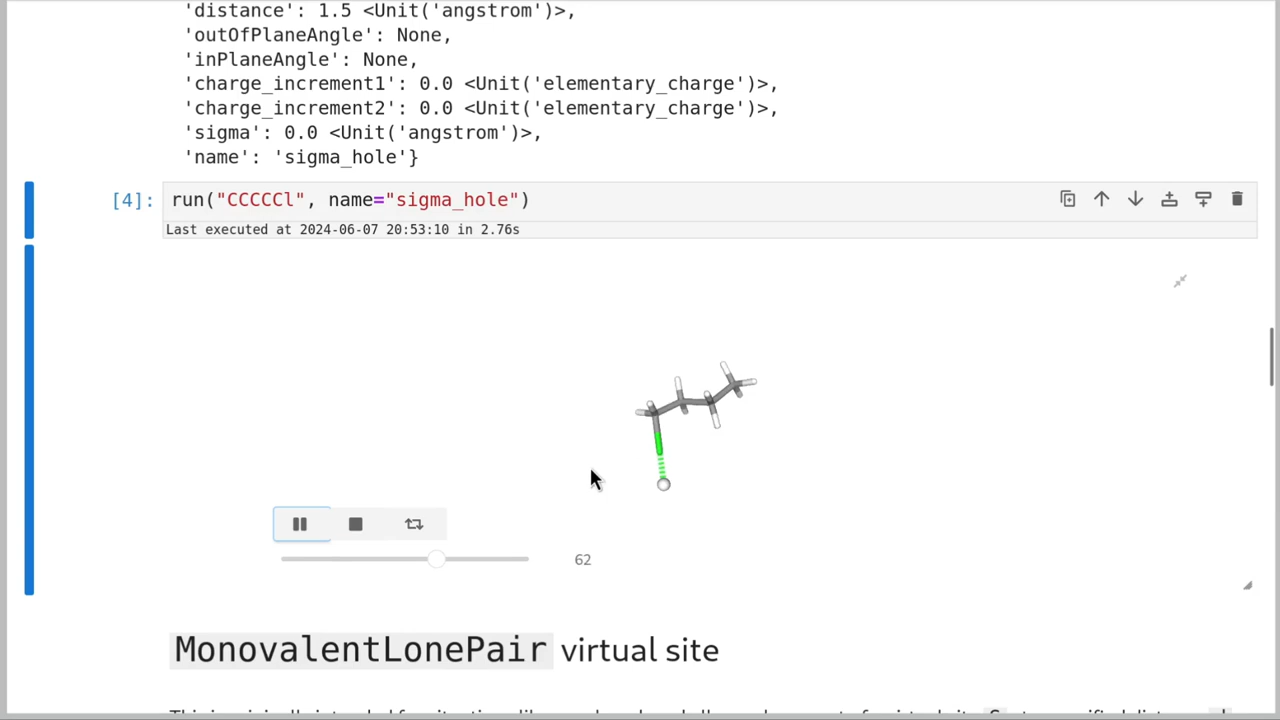 'distance': 1.5 <Unit('angstrom')>,
'outOfPlaneAngle': None,
'inPlaneAngle': None,
'charge_increment1': 0.0 <Unit('elementary_charge')>,
'charge_increment2': 0.0 <Unit('elementary_charge')>,
'sigma': 0.0 <Unit('angstrom')>,
'name': 'sigma_hole'}
[4]: run("CCCCCl", name="sigma_hole")
Last executed at 2024-06-07 20:53:10 in 2.76s
62
MonovalentLonePair virtual site